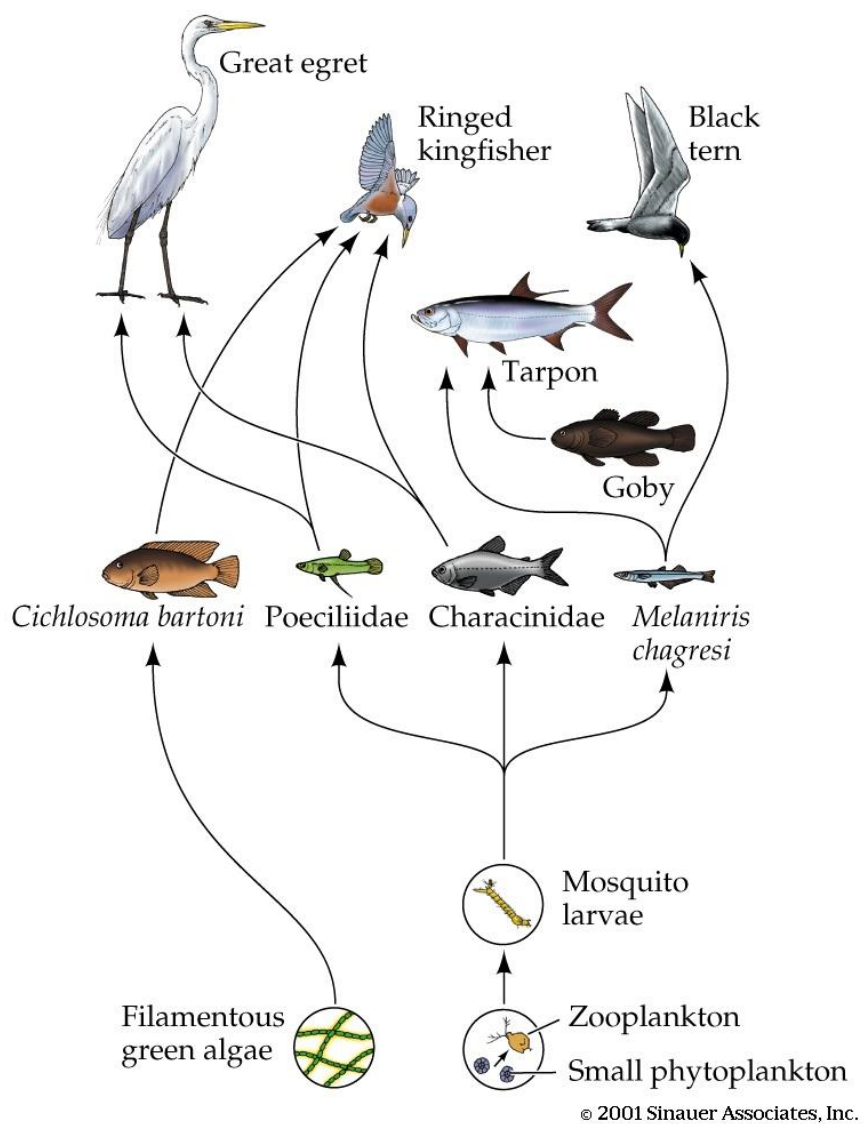 Great egret
Ringed
kingfisher
Black
tern
Tarpon
Goby
Cichlosoma bartoni
Poeciliidae
Characinidae
Melaniris
chagresi
Mosquito
larvae
Filamentous
green algae
Zooplankton
Small phytoplankton
© 2001 Sinauer Associates, Inc.